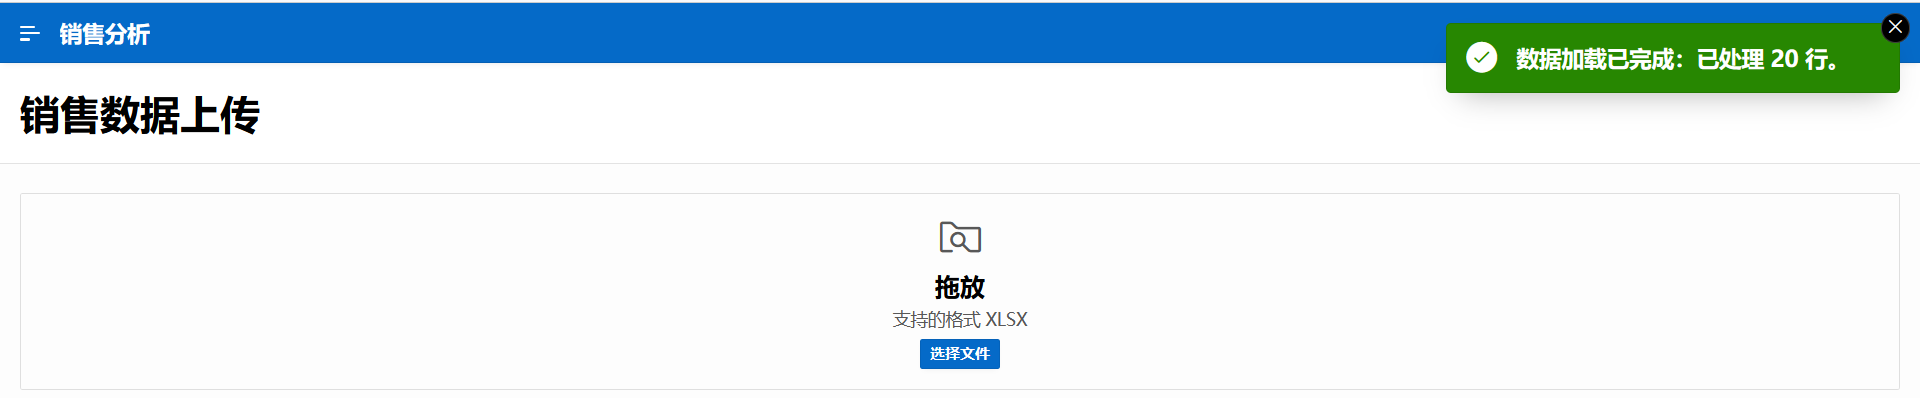 销售分析
数据加载已完成：已处理 20 行。
销售数据上传
拖放
支持的格式 XLSX
选择文件